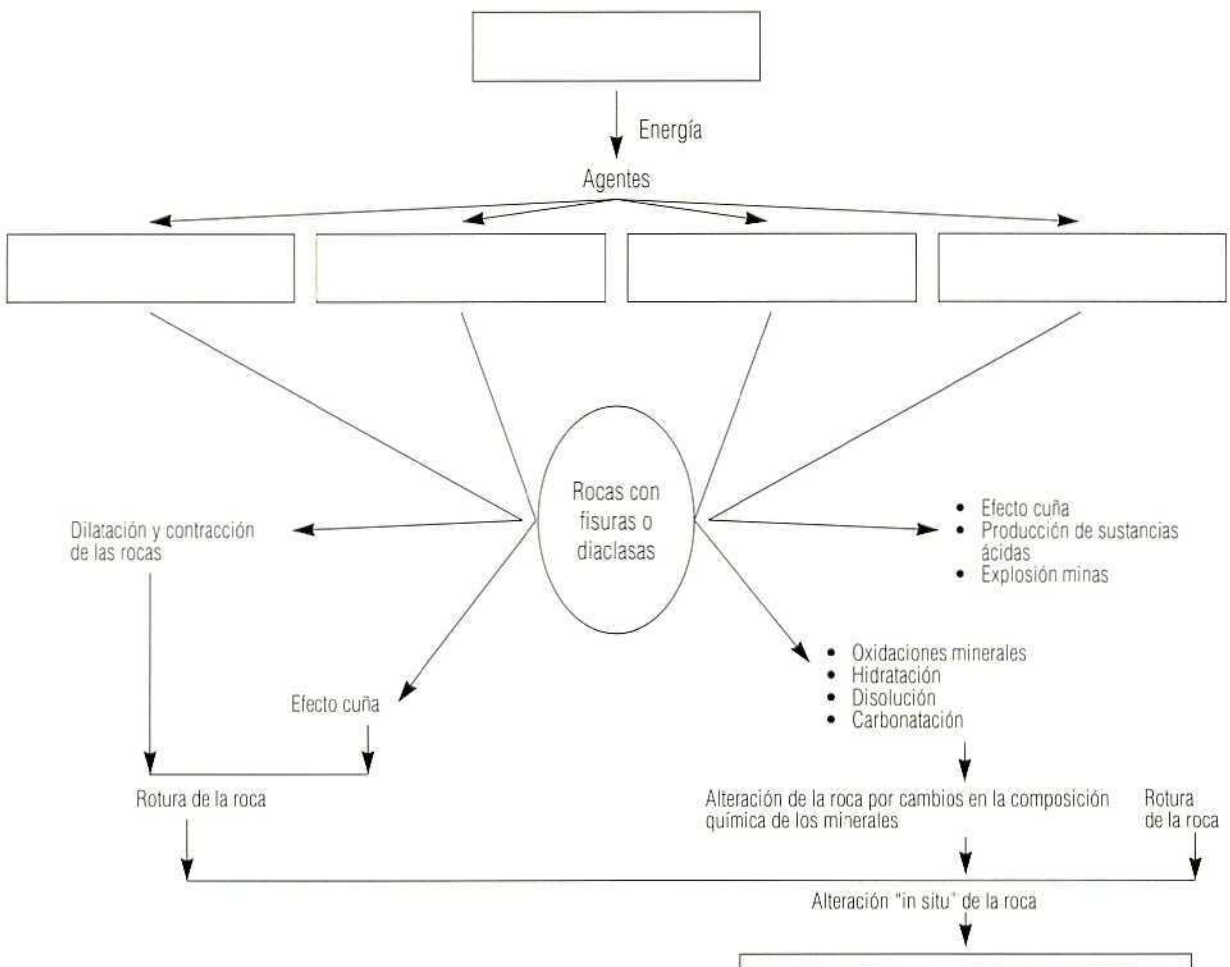 Energía
Agentes
Rocas con
fisuras o
diaclasas
Dilatación y contracción
de las rocas
• Efecto cuña
• Producción de sustancias
ácidas
• Explosión minas
• Oxidaciones minerales
• Hidratación
• Disolución
• Carbonatación
Efecto cuña
Rotura de la roca
Alteración de la roca por cambios en la composición
química de los minerales
Rotura
de la roca
Alteración "in situ" de la roca